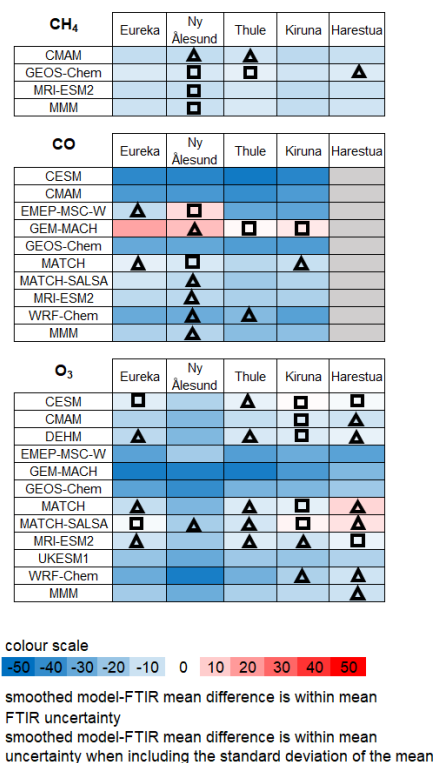 CH4 Eureka Ny Ålesund Thule Kiruna Harestua
CMAM
GEOS-Chem
MRI-ESM2
MMM
CO Eureka Ny Ålesund Thule Kiruna Harestua
CESM
CMAM
EMEP-MSC-W
GEM-MACH
GEOS-Chem
MATCH
MATCH-SALSA
MRI-ESM2
WRF-Chem
MMM
O3 Eureka Ny Ålesund Thule Kiruna Harestua
CESM
CMAM
DEHM
EMEP-MSC-W
GEM-MACH
GEOS-Chem
MATCH
MATCH-SALSA
MRI-ESM2
UKESM1
WRF-Chem
MMM
colour scale
-50 -40 -30 -20 -10 0 10 20 30 40 50
smoothed model-FTIR mean difference is within mean
FTIR uncertainty
smoothed model-FTIR mean difference is within mean
uncertainty when including the standard deviation of the mean